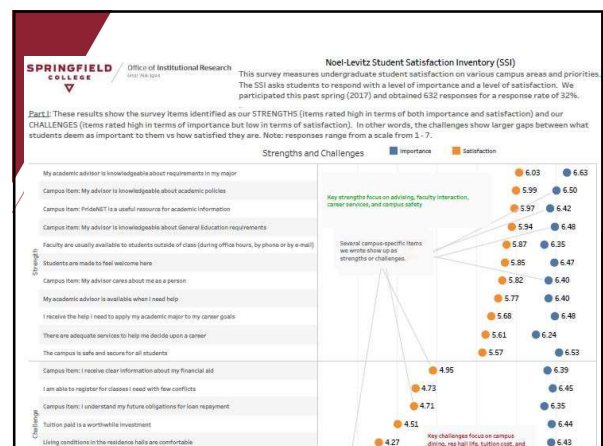 SPRINGFIELD
COLLEGE
Office of Institutional Research
Noel-Levitz Student Satisfaction Inventory (SSI)
This survey measures undergraduate student satisfaction on various campus areas and priorities.
The SSI asks students to respond with a level of importance and a level of satisfaction. We
participated this past spring (2017) and obtained 632 responses for a response rate of 32%.
Part I: These results show the survey items identified as our STRENGTHS (items rated high in terms of both importance and satisfaction) and our
CHALLENGES (items rated high in terms of importance but low in terms of satisfaction). In other words, the challenges show larger gaps between what
students deem as important to them vs how satisfied they are. Note: responses range from a scale from 1 - 7.
Strengths and Challenges
Importance
Satisfaction
Strength
My academic advisor is knowledgeable about requirements in my major
6.03 6.63
Campus Item: My advisor is knowledgeable about academic policies
5.99 6.50
Key strengths focus on advising, faculty interaction,
career services, and campus safety
Campus Item: PrideNET is a useful resource for academic information
5.97 6.42
Campus Item: My advisor is knowledgeable about General Education requirements
5.94 6.48
Faculty are usually available to students outside of class (during office hours, by phone or by e-mail)
5.87 6.35
Several campus-specific items
we wrote show up as
strengths or challenges.
Students are made to feel welcome here
5.85 6.47
Campus Item: My advisor cares about me as a person
5.82 6.40
My academic advisor is available when I need help
5.77 6.40
I receive the help I need to apply my academic major to my career goals
5.68 6.48
There are adequate services to help me decide upon a career
5.61 6.24
The campus is safe and secure for all students
5.57 6.53
Challenge
Campus Item: I receive clear information about my financial aid
4.95 6.39
I am able to register for classes I need with few conflicts
4.73 6.45
Campus Item: I understand my future obligations for loan repayment
4.71 6.35
Tuition paid is a worthwhile investment
4.51 6.44
Living conditions in the residence halls are comfortable
4.27 6.43
Key challenges focus on campus
dining, res hall life, tuition cost, and